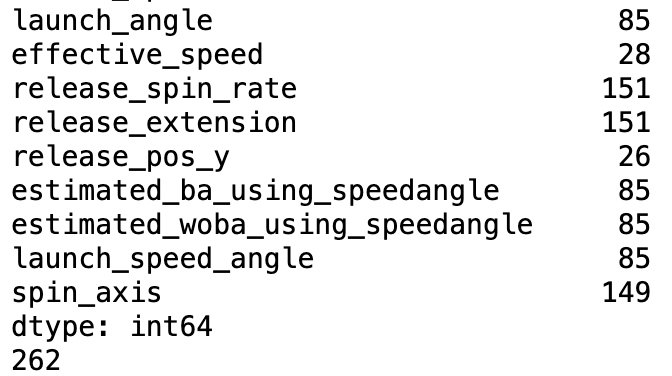 launch_angle 85
effective_speed 28
release_spin_rate 151
release_extension 151
release_pos_y 26
estimated_ba_using_speedangle 85
estimated_woba_using_speedangle 85
launch_speed_angle 85
spin_axis 149
dtype: int64
262